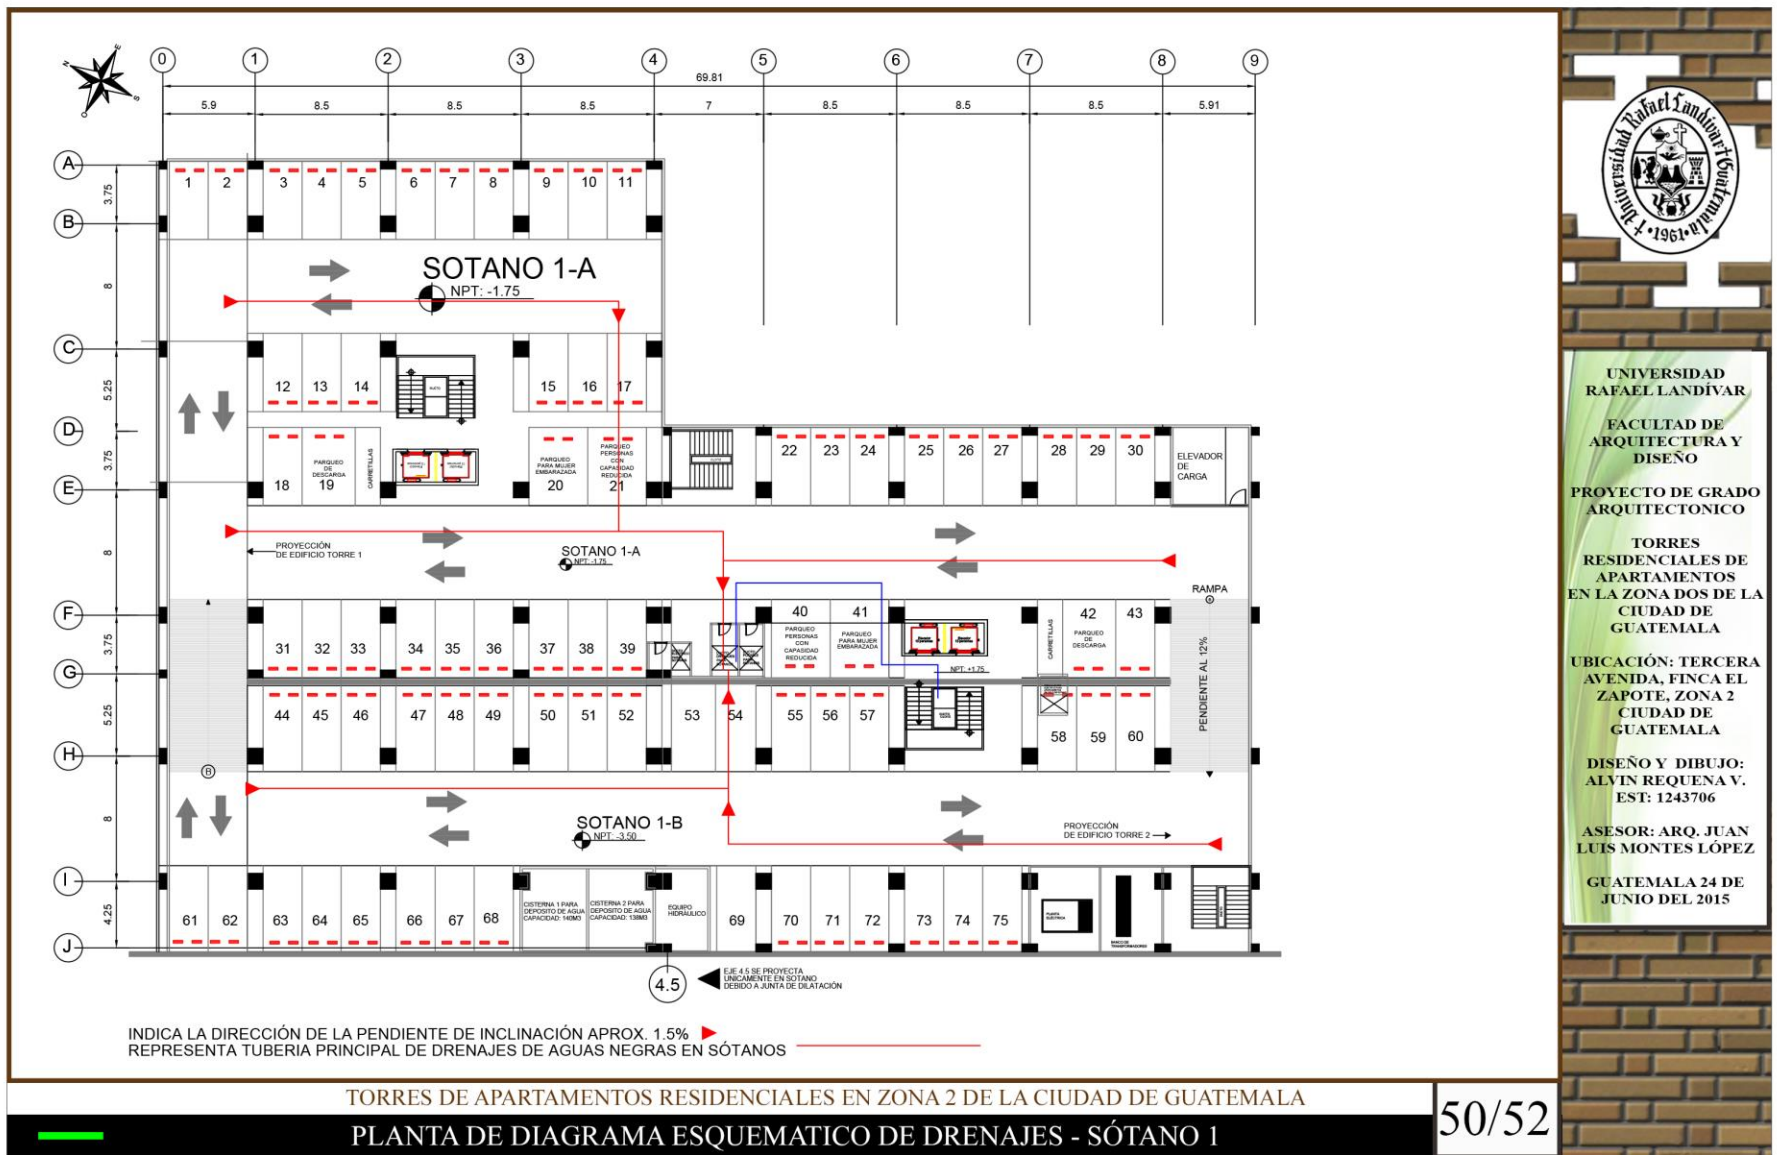 0 1 2 3 4 5 6 7 8 9
69.81
5.9 8.5 8.5 8.5 7 8.5 8.5 8.5 5.91
N E S O
A
3.75
B
8
C
5.25
D
3.75
E
8
F
3.75
G
5.25
H
8
I
4.25
J
1 2 3 4 5 6 7 8 9 10 11
SOTANO 1-A
NPT: -1.75
12 13 14 15 16 17
DUCTO
18
PARQUEO
DE
DESCARGA
19
CARRETILLAS
PARQUEO
PARA MUJER
EMBARAZADA
20
PARQUEO
PERSONAS
CON
CAPACIDAD
REDUCIDA
21
22 23 24 25 26 27 28 29 30
ELEVADOR
DE
CARGA
PROYECCIÓN
DE EDIFICIO TORRE 1
SOTANO 1-A
NPT: -1.75
RAMPA
A
PENDIENTE AL 12%
31 32 33 34 35 36 37 38 39
40
PARQUEO
PERSONAS
CON
CAPACIDAD
REDUCIDA
41
PARQUEO
PARA MUJER
EMBARAZADA
NPT: +1.75
CARRETILLAS
42
PARQUEO
DE
DESCARGA
43
44 45 46 47 48 49 50 51 52 53 54 55 56 57 58 59 60
B
SOTANO 1-B
NPT: -3.50
PROYECCIÓN
DE EDIFICIO TORRE 2
61 62 63 64 65 66 67 68
CISTERNA 1 PARA
DEPOSITO DE AGUA
CAPACIDAD: 140M3
CISTERNA 2 PARA
DEPOSITO DE AGUA
CAPACIDAD: 138M3
EQUIPO
HIDRÁULICO
69 70 71 72 73 74 75
PLANTA
ELECTRICA
BANCO DE
TRANSFORMADORES
4.5
EJE 4.5 SE PROYECTA
UNICAMENTE EN SOTANO
DEBIDO A JUNTA DE DILATACIÓN
INDICA LA DIRECCIÓN DE LA PENDIENTE DE INCLINACIÓN APROX. 1.5%
REPRESENTA TUBERIA PRINCIPAL DE DRENAJES DE AGUAS NEGRAS EN SÓTANOS
TORRES DE APARTAMENTOS RESIDENCIALES EN ZONA 2 DE LA CIUDAD DE GUATEMALA
PLANTA DE DIAGRAMA ESQUEMATICO DE DRENAJES - SÓTANO 1
50/52
Universidad Rafael Landivar Guatemala
1961
UNIVERSIDAD
RAFAEL LANDÍVAR
FACULTAD DE
ARQUITECTURA Y
DISEÑO
PROYECTO DE GRADO
ARQUITECTONICO
TORRES
RESIDENCIALES DE
APARTAMENTOS
EN LA ZONA DOS DE LA
CIUDAD DE
GUATEMALA
UBICACIÓN: TERCERA
AVENIDA, FINCA EL
ZAPOTE, ZONA 2
CIUDAD DE
GUATEMALA
DISEÑO Y DIBUJO:
ALVIN REQUENA V.
EST: 1243706
ASESOR: ARQ. JUAN
LUIS MONTES LÓPEZ
GUATEMALA 24 DE
JUNIO DEL 2015